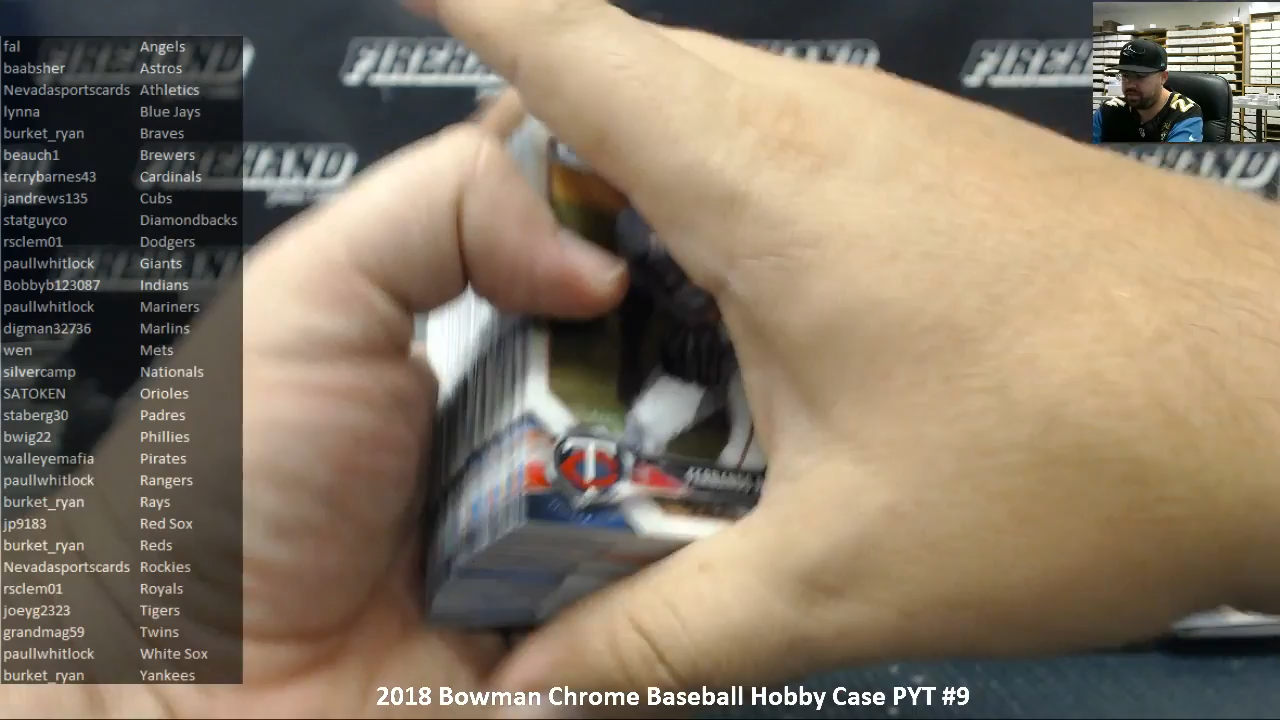 fal Angels
baabsher Astros
Nevadasportscards Athletics
lynna Blue Jays
burket_ryan Braves
beauch1 Brewers
terrybarnes43 Cardinals
jandrews135 Cubs
statguyco Diamondbacks
rsclem01 Dodgers
paullwhitlock Giants
Bobbyb123087 Indians
paullwhitlock Mariners
digman32736 Marlins
wen Mets
silvercamp Nationals
SATOKEN Orioles
staberg30 Padres
bwig22 Phillies
walleyemafia Pirates
paullwhitlock Rangers
burket_ryan Rays
jp9183 Red Sox
burket_ryan Reds
Nevadasportscards Rockies
rsclem01 Royals
joeyg2323 Tigers
grandmag59 Twins
paullwhitlock White Sox
burket_ryan Yankees
FIREHAND
FIREHAND
2018 Bowman Chrome Baseball Hobby Case PYT #9